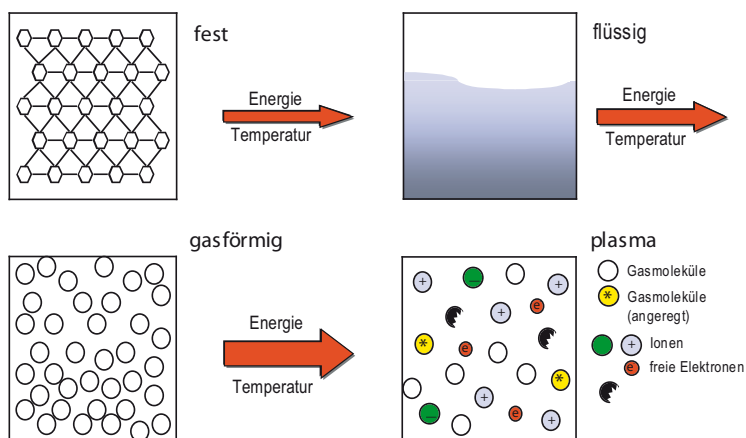 fest
Energie
Temperatur
flüssig
Energie
Temperatur
gasförmig
Energie
Temperatur
plasma
+
_
+
+
e
*
e
*
+
_
e
+
Gasmoleküle
*
Gasmoleküle
(angeregt)
+
Ionen
e
freie Elektronen